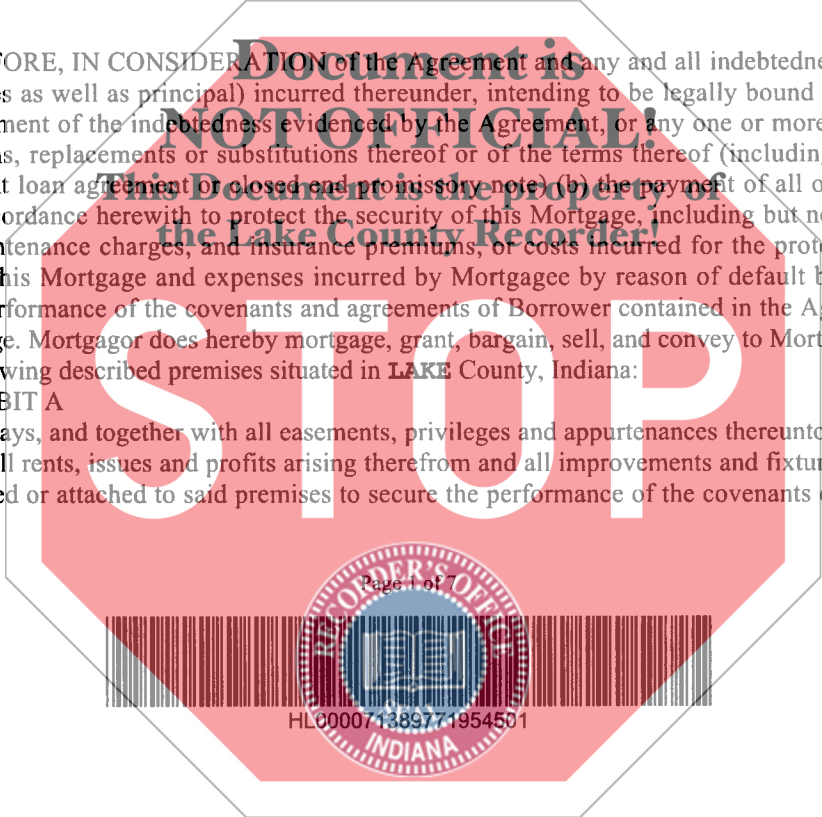 Document is
FORE, IN CONSIDERATION of the Agreement and any and all indebtedne
s as well as principal) incurred thereunder, intending to be legally bound
NOT OFFICIAL!
ment of the indebtedness evidenced by the Agreement, or any one or more
s, replacements or substitutions thereof or of the terms thereof (including
This Document is the property of
t loan agreement or closed end promissory note) (b) the payment of all o
ordance herewith to protect the security of this Mortgage, including but n
the Lake County Recorder!
tenance charges, and insurance premiums, or costs incurred for the prote
his Mortgage and expenses incurred by Mortgagee by reason of default b
rformance of the covenants and agreements of Borrower contained in the A
ge. Mortgagor does hereby mortgage, grant, bargain, sell, and convey to Mort
wing described premises situated in LAKE County, Indiana:
BIT A
STOP
ays, and together with all easements, privileges and appurtenances thereunto
ll rents, issues and profits arising therefrom and all improvements and fixtur
ed or attached to said premises to secure the performance of the covenants
Page 1 of 7
RECORDER'S OFFICE
SEAL
HL000071389771954501
INDIANA